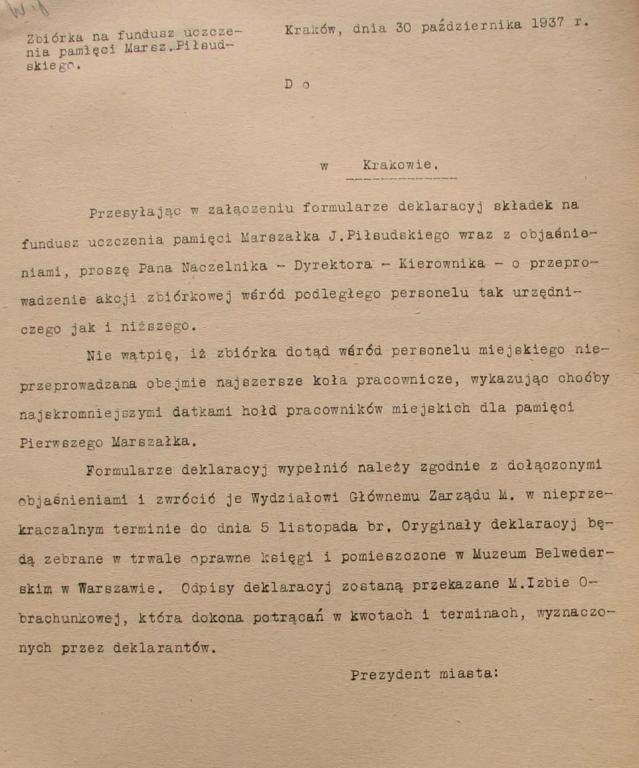 Zbiórka na fundusz uczcze-
nia pamięci Marsz.Piłsud-
skiego.
Kraków, dnia 30 października 1937 r.
D o
w Krakowie.
Przesyłając w załączeniu formularze deklaracyj składek na
fundusz uczczenia pamięci Marszałka J.Piłsudskiego wraz z objaśnie-
niami, proszę Pana Naczelnika - Dyrektora - Kierownika - o przepro-
wadzenie akcji zbiórkowej wśród podległego personelu tak urzędni-
czego jak i niższego.
Nie wątpię, iż zbiórka dotąd wśród personelu miejskiego nie-
przeprowadzana obejmie najszersze koła pracownicze, wykazując choćby
najskromniejszymi datkami hołd pracowników miejskich dla pamięci
Pierwszego Marszałka.
Formularze deklaracyj wypełnić należy zgodnie z dołączonymi
objaśnieniami i zwrócić je Wydziałowi Głównemu Zarządu M. w nieprze-
kraczalnym terminie do dnia 5 listopada br. Oryginały deklaracyj bę-
dą zebrane w trwale oprawne księgi i pomieszczone w Muzeum Belweder-
skim w Warszawie. Odpisy deklaracyj zostaną przekazane M.Izbie O-
brachunkowej, która dokona potrąceń w kwotach i terminach, wyznaczo-
nych przez deklarantów.
Prezydent miasta: